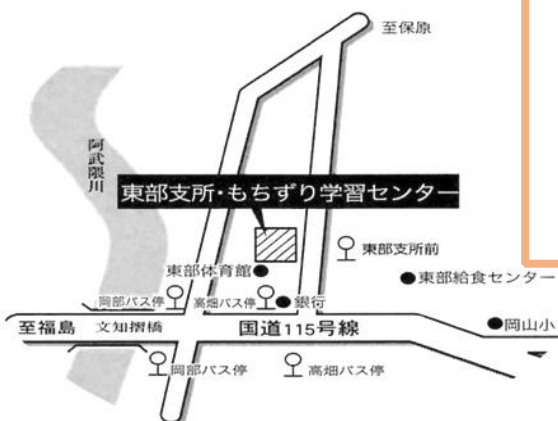 至保原
阿武隈川
東部支所・もちずり学習センター
東部支所前
東部体育館
東部給食センター
岡部バス停
高畑バス停
銀行
岡山小
至福島
文知摺橋
国道115号線
岡部バス停
高畑バス停